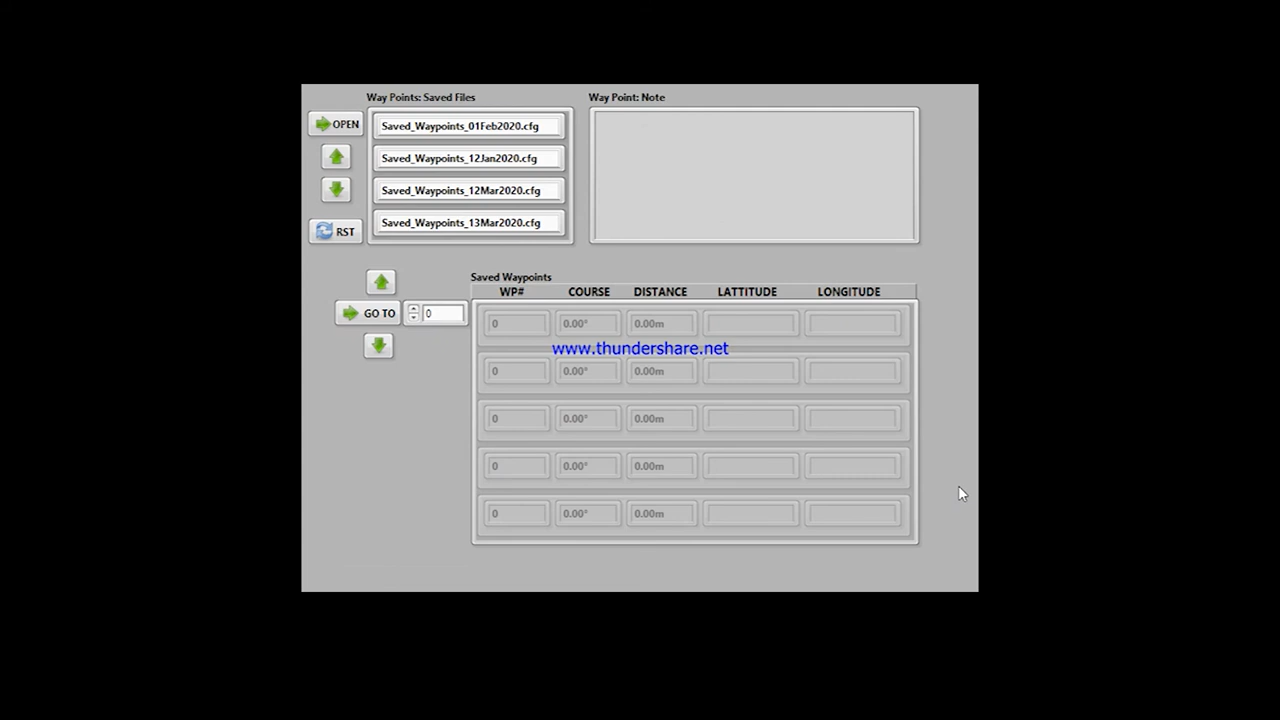 Way Points: Saved Files
Way Point: Note
OPEN
Saved_Waypoints_01Feb2020.cfg
Saved_Waypoints_12Jan2020.cfg
Saved_Waypoints_12Mar2020.cfg
Saved_Waypoints_13Mar2020.cfg
RST
Saved Waypoints
WP# COURSE DISTANCE LATTITUDE LONGITUDE
GO TO 0
0 0.00° 0.00m
www.thundershare.net
0 0.00° 0.00m
0 0.00° 0.00m
0 0.00° 0.00m
0 0.00° 0.00m